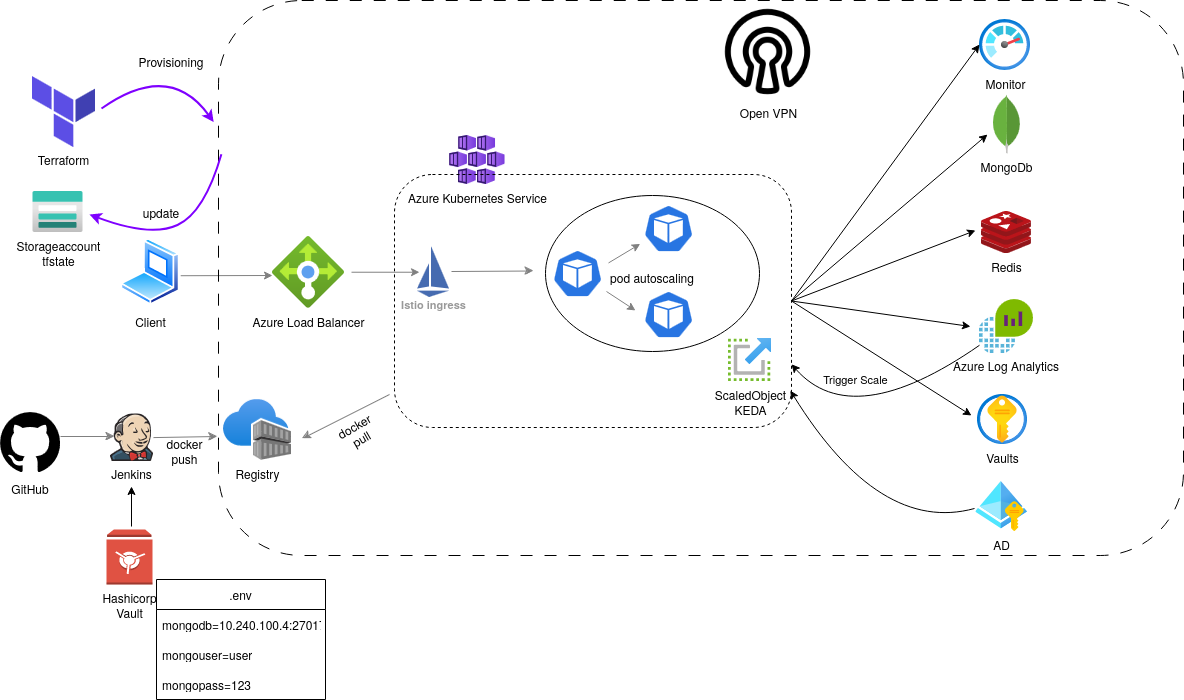 Provisioning
Terraform
update
Storageaccount
tfstate
Client
Azure Load Balancer
Open VPN
Azure Kubernetes Service
Istio ingress
pod autoscaling
ScaledObject
KEDA
Monitor
MongoDb
Redis
Azure Log Analytics
Trigger Scale
Vaults
AD
GitHub
Jenkins
docker
push
Registry
docker
pull
Hashicorp
Vault
.env
mongodb=10.240.100.4:2701
mongouser=user
mongopass=123